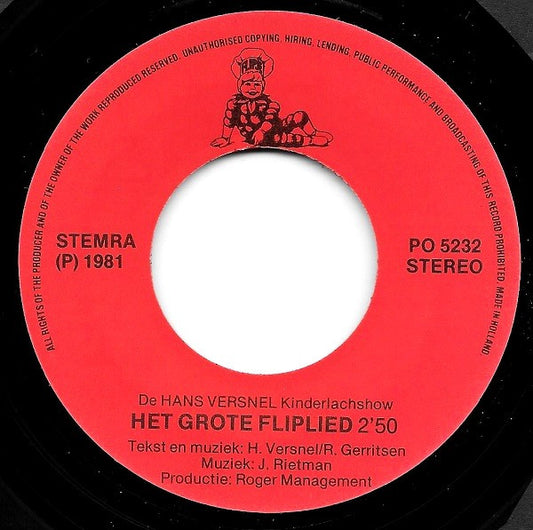 ALL RIGHTS OF THE PRODUCER AND OF THE OWNER OF THE WORK REPRODUCED RESERVED. UNAUTHORISED COPYING, HIRING, LENDING, PUBLIC PERFORMANCE AND BROADCASTING OF THIS RECORD PROHIBITED. MADE IN HOLLAND
FLIPJE
STEMRA
(P) 1981
PO 5232
STEREO
De HANS VERSNEL Kinderlachshow
HET GROTE FLIPLIED 2'50
Tekst en muziek: H. Versnel/R. Gerritsen
Muziek: J. Rietman
Productie: Roger Management